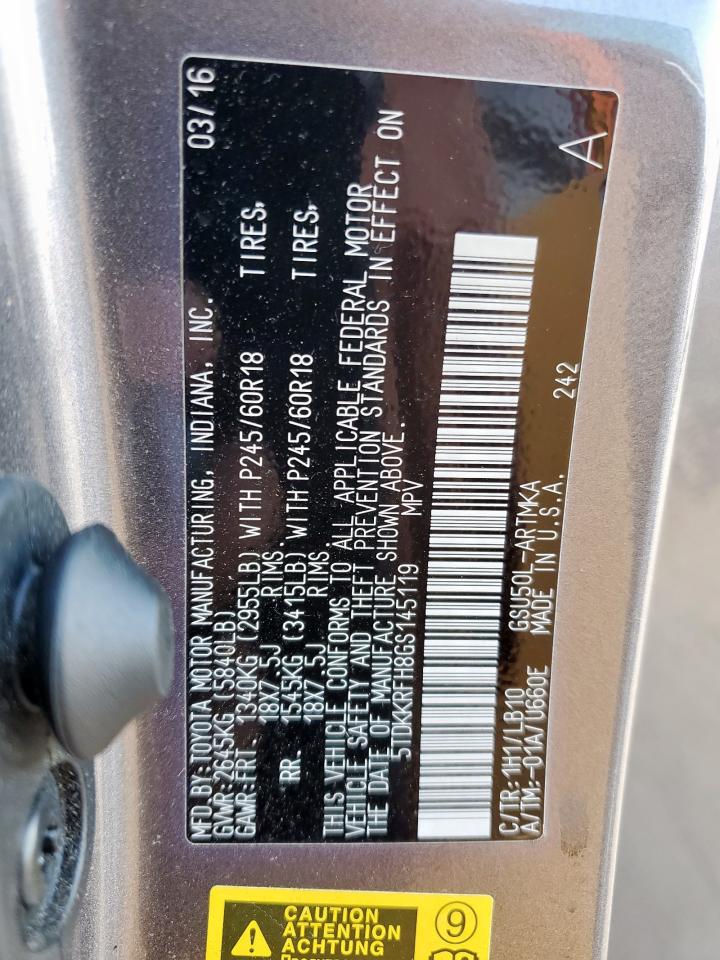 MFD.BY:TOYOTA MOTOR MANUFACTURING, INDIANA, INC. 03/16
GVWR:2645KG (5840LB)
GAWR:FRT. 1340KG (2955LB) WITH P245/60R18 TIRES,
18X7.5J RIMS.
RR. 1545KG (3415LB) WITH P245/60R18 TIRES,
18X7.5J RIMS.
THIS VEHICLE CONFORMS TO ALL APPLICABLE FEDERAL MOTOR
VEHICLE SAFETY AND THEFT PREVENTION STANDARDS IN EFFECT ON
THE DATE OF MANUFACTURE SHOWN ABOVE.
5TDKKRFH8GS145119 MPV
C/TR:1H1/LB10 GSU50L-ARTMKA 242
A/TM:-01A/U660E MADE IN U.S.A.
A
CAUTION
ATTENTION
ACHTUNG
9